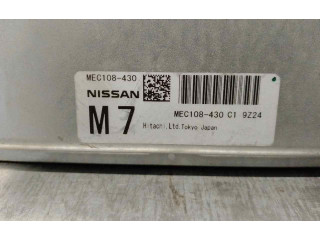 MEC108-430
NISSAN
M7
MEC108-430 C1 9Z24
Hitachi,Ltd.Tokyo Japan